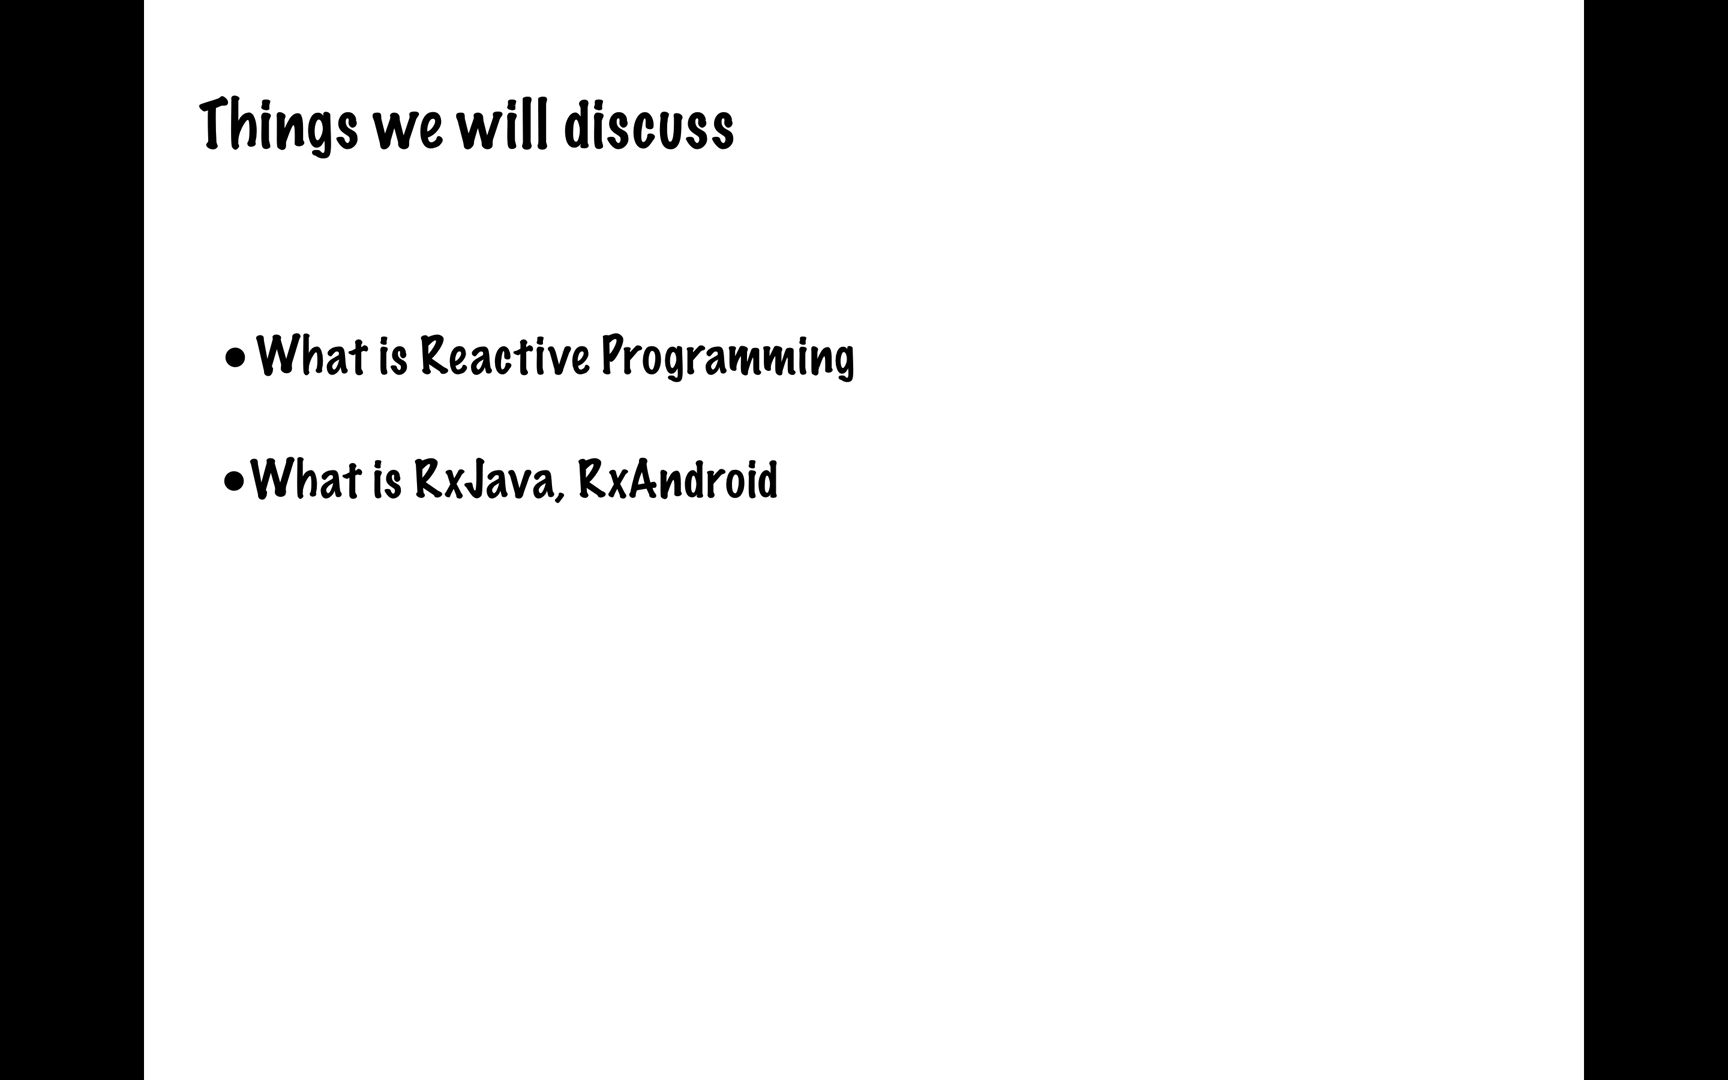 Things we will discuss
• What is Reactive Programming
• What is RxJava, RxAndroid